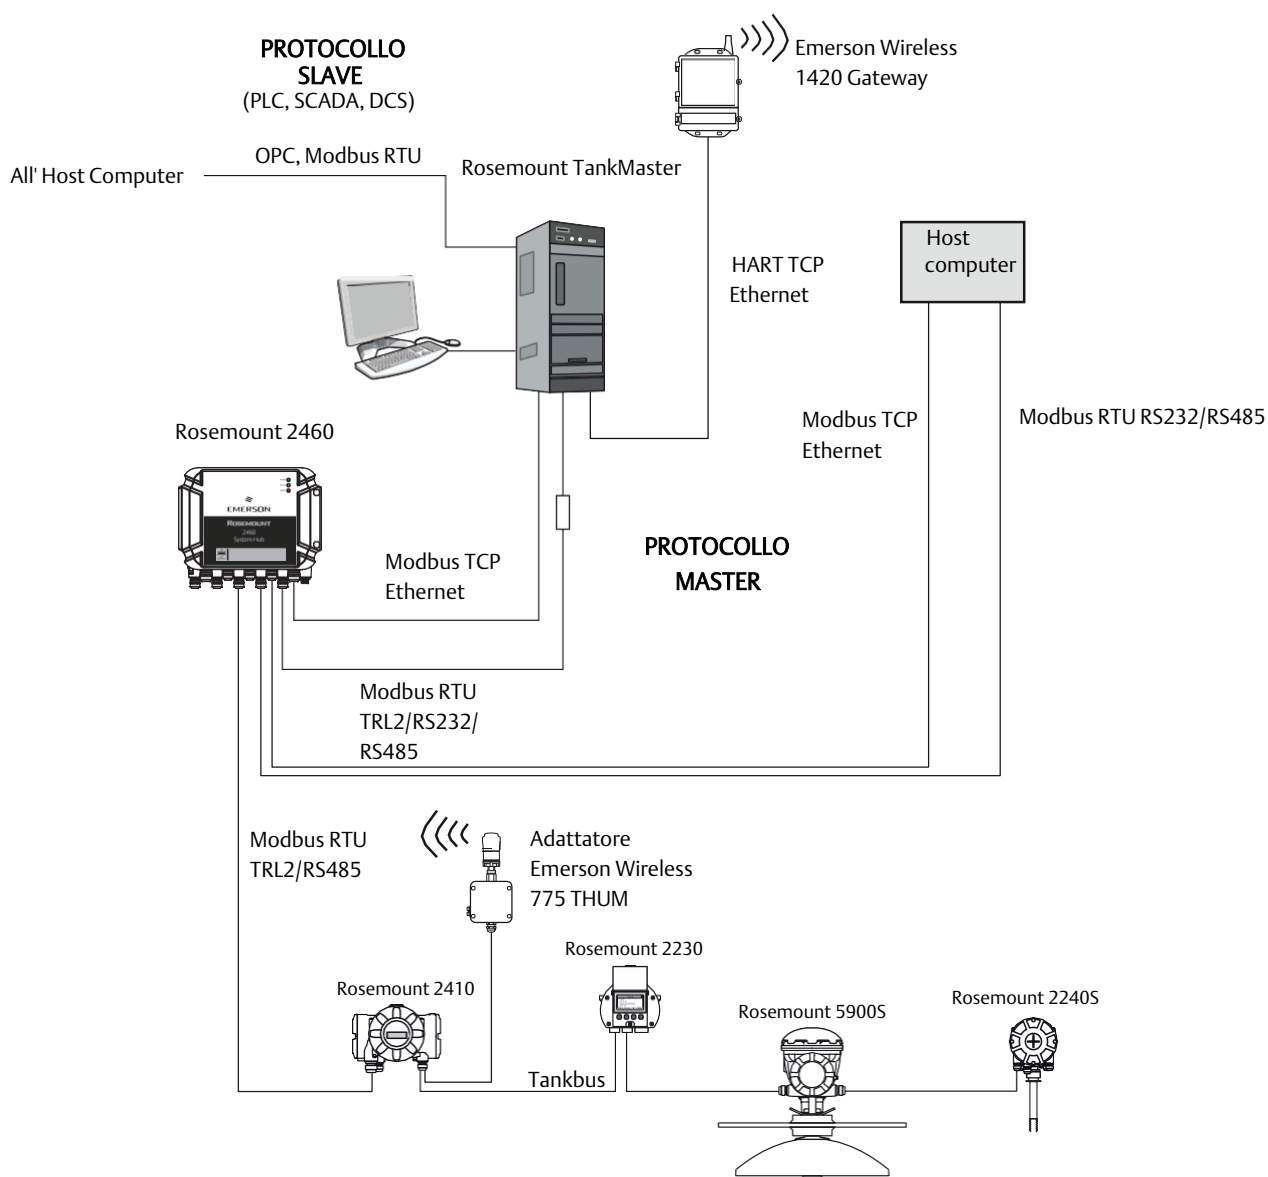 PROTOCOLLO
SLAVE
(PLC, SCADA, DCS)
Emerson Wireless
1420 Gateway
OPC, Modbus RTU
All' Host Computer
Rosemount TankMaster
Host
computer
HART TCP
Ethernet
Modbus TCP
Ethernet
Modbus RTU RS232/RS485
Rosemount 2460
EMERSON
ROSEMOUNT
2460
System Hub
Modbus TCP
Ethernet
PROTOCOLLO
MASTER
Modbus RTU
TRL2/RS232/
RS485
Modbus RTU
TRL2/RS485
Adattatore
Emerson Wireless
775 THUM
Rosemount 2230
Rosemount 2410
Rosemount 5900S
Rosemount 2240S
Tankbus